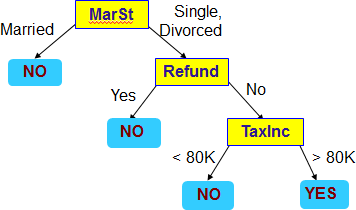 MarSt
Single,
Married
Divorced
NO
Refund
Yes
No
NO
TaxInc
< 80K
> 80K
NO
YES